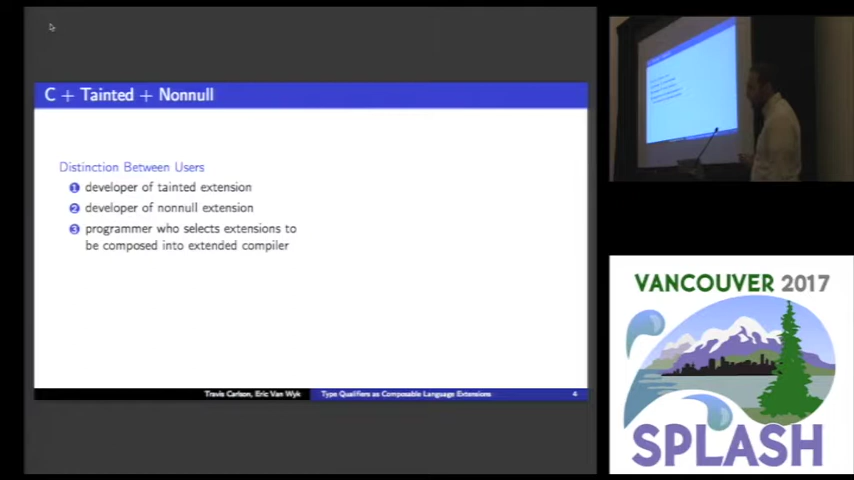 C + Tainted + Nonnull
Distinction Between Users
1 developer of tainted extension
2 developer of nonnull extension
3 programmer who selects extensions to
be composed into extended compiler
Travis Carlson, Eric Van Wyk
Type Qualifiers as Composable Language Extensions
4
VANCOUVER 2017
SPLASH